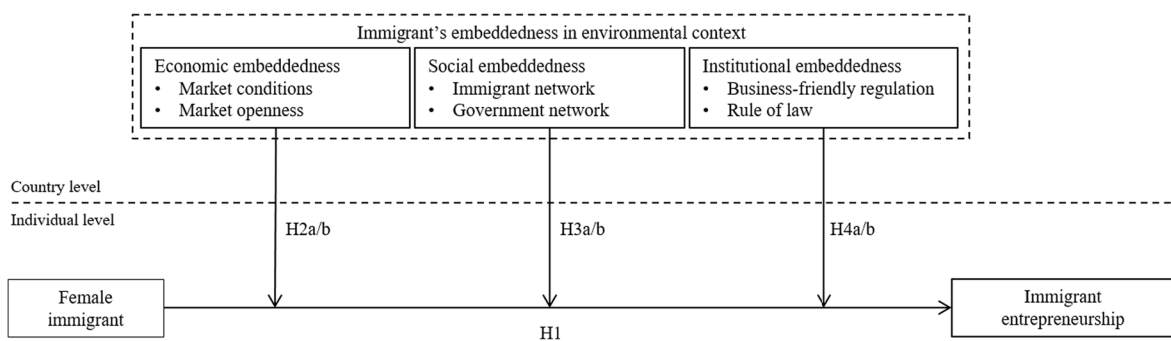 Immigrant's embeddedness in environmental context
Economic embeddedness
• Market conditions
• Market openness
Social embeddedness
• Immigrant network
• Government network
Institutional embeddedness
• Business-friendly regulation
• Rule of law
Country level
Individual level
H2a/b
H3a/b
H4a/b
Female
immigrant
H1
Immigrant
entrepreneurship